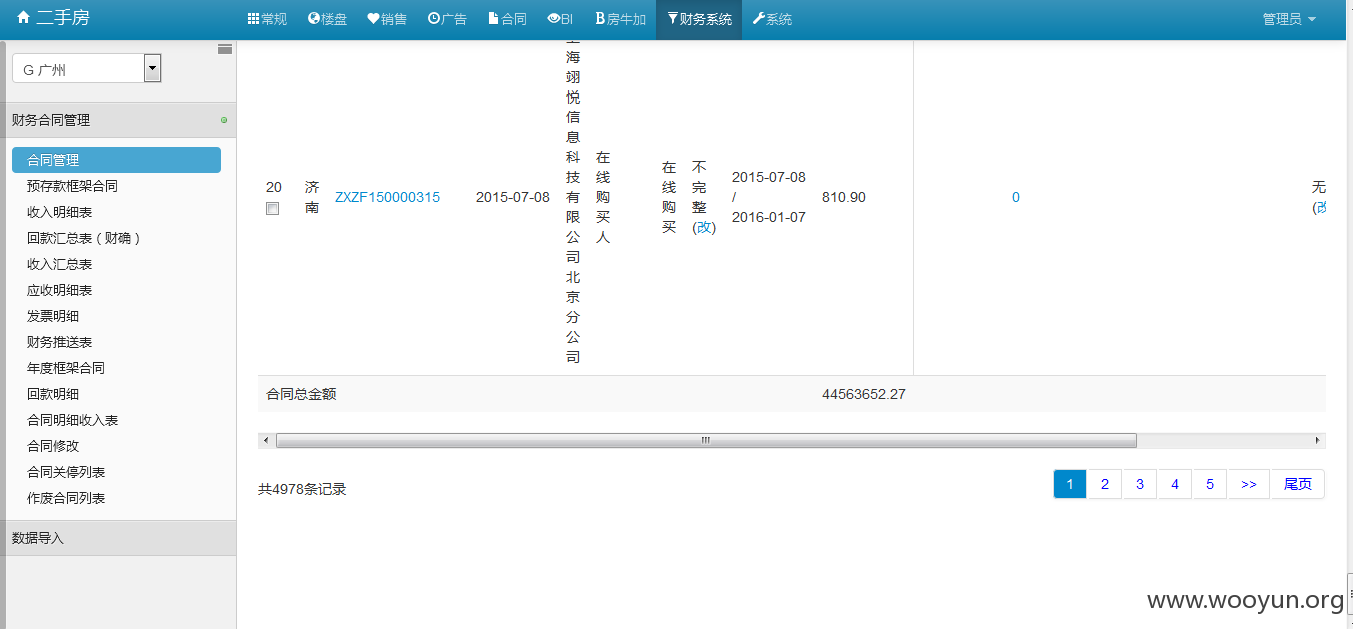 二手房
常规
楼盘
销售
广告
合同
BI
房牛加
财务系统
系统
管理员
G 广州
财务合同管理
合同管理
预存款框架合同
收入明细表
回款汇总表（财确）
收入汇总表
应收明细表
发票明细
财务推送表
年度框架合同
回款明细
合同明细收入表
合同修改
合同关停列表
作废合同列表
数据导入
20
济南
ZXZF150000315
2015-07-08
海翊悦信息科技有限公司北京分公司
在线购买人
在线购买
不完整(改)
2015-07-08
/
2016-01-07
810.90
0
无
合同总金额
44563652.27
共4978条记录
1 2 3 4 5 >> 尾页
www.wooyun.org